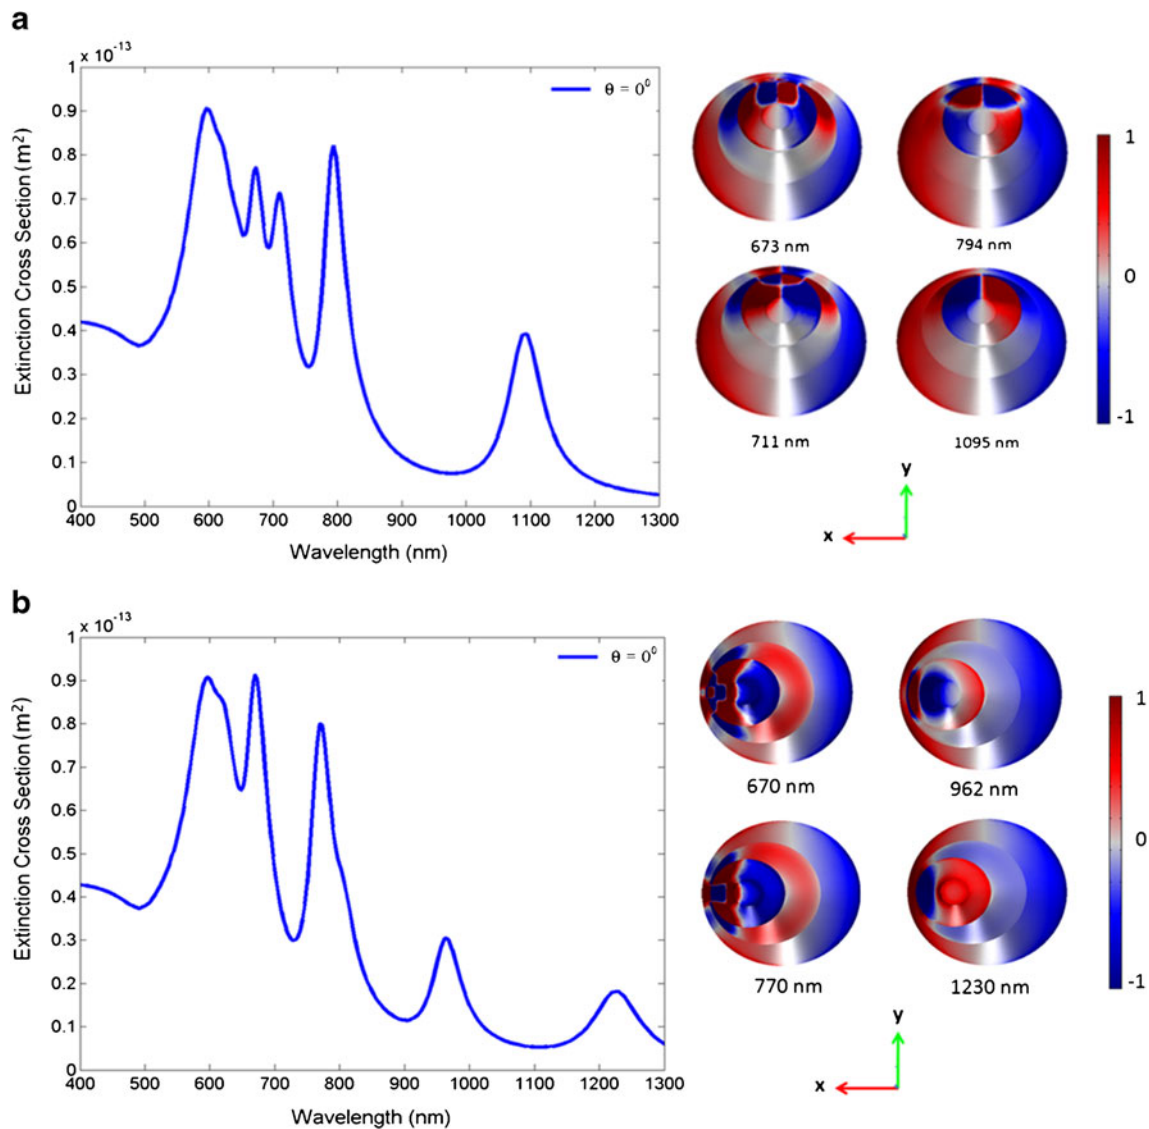 a
x 10^-13
1
0.9
0.8
0.7
0.6
0.5
0.4
0.3
0.2
0.1
0
Extinction Cross Section (m²)
θ = 0⁰
400 500 600 700 800 900 1000 1100 1200 1300
Wavelength (nm)
673 nm 794 nm
711 nm 1095 nm
1
0
-1
y
x
b
x 10^-13
1
0.9
0.8
0.7
0.6
0.5
0.4
0.3
0.2
0.1
0
Extinction Cross Section (m²)
θ = 0⁰
400 500 600 700 800 900 1000 1100 1200 1300
Wavelength (nm)
670 nm 962 nm
770 nm 1230 nm
1
0
-1
y
x